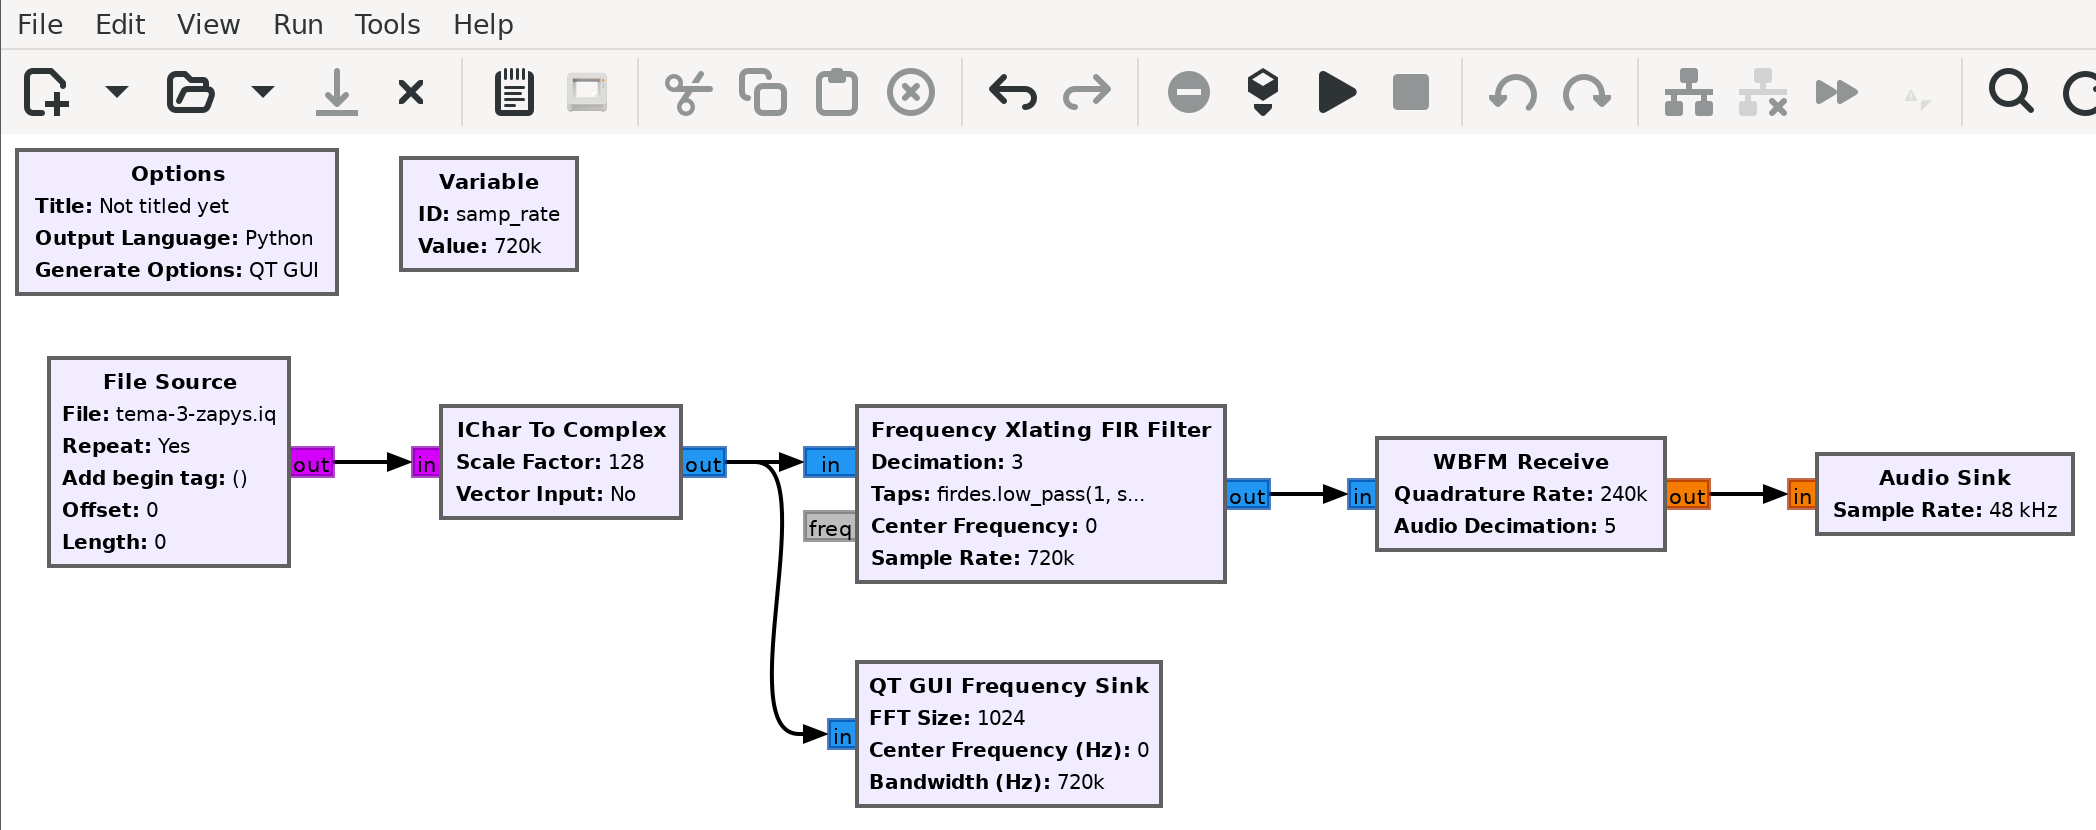 File Edit View Run Tools Help
Options
Title: Not titled yet
Output Language: Python
Generate Options: QT GUI
Variable
ID: samp_rate
Value: 720k
File Source
File: tema-3-zapys.iq
Repeat: Yes
Add begin tag: ()
Offset: 0
Length: 0
out
in
IChar To Complex
Scale Factor: 128
Vector Input: No
out
in
freq
Frequency Xlating FIR Filter
Decimation: 3
Taps: firdes.low_pass(1, s...
Center Frequency: 0
Sample Rate: 720k
out
in
WBFM Receive
Quadrature Rate: 240k
Audio Decimation: 5
out
in
Audio Sink
Sample Rate: 48 kHz
in
QT GUI Frequency Sink
FFT Size: 1024
Center Frequency (Hz): 0
Bandwidth (Hz): 720k